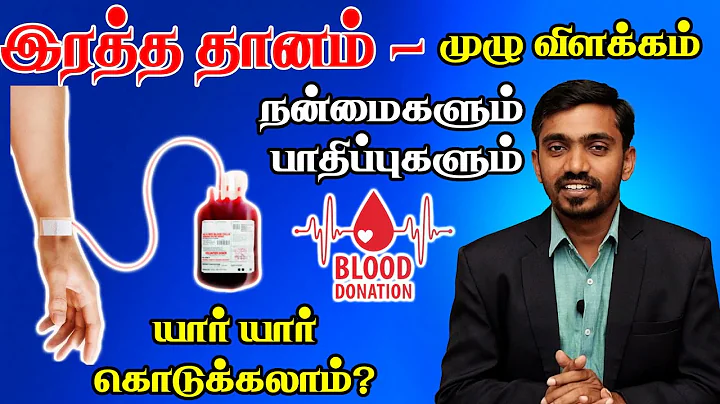 இரத்த தானம் - முழு விளக்கம்
நன்மைகளும்
பாதிப்புகளும்
BLOOD
DONATION
யார் யார்
கொடுக்கலாம்?